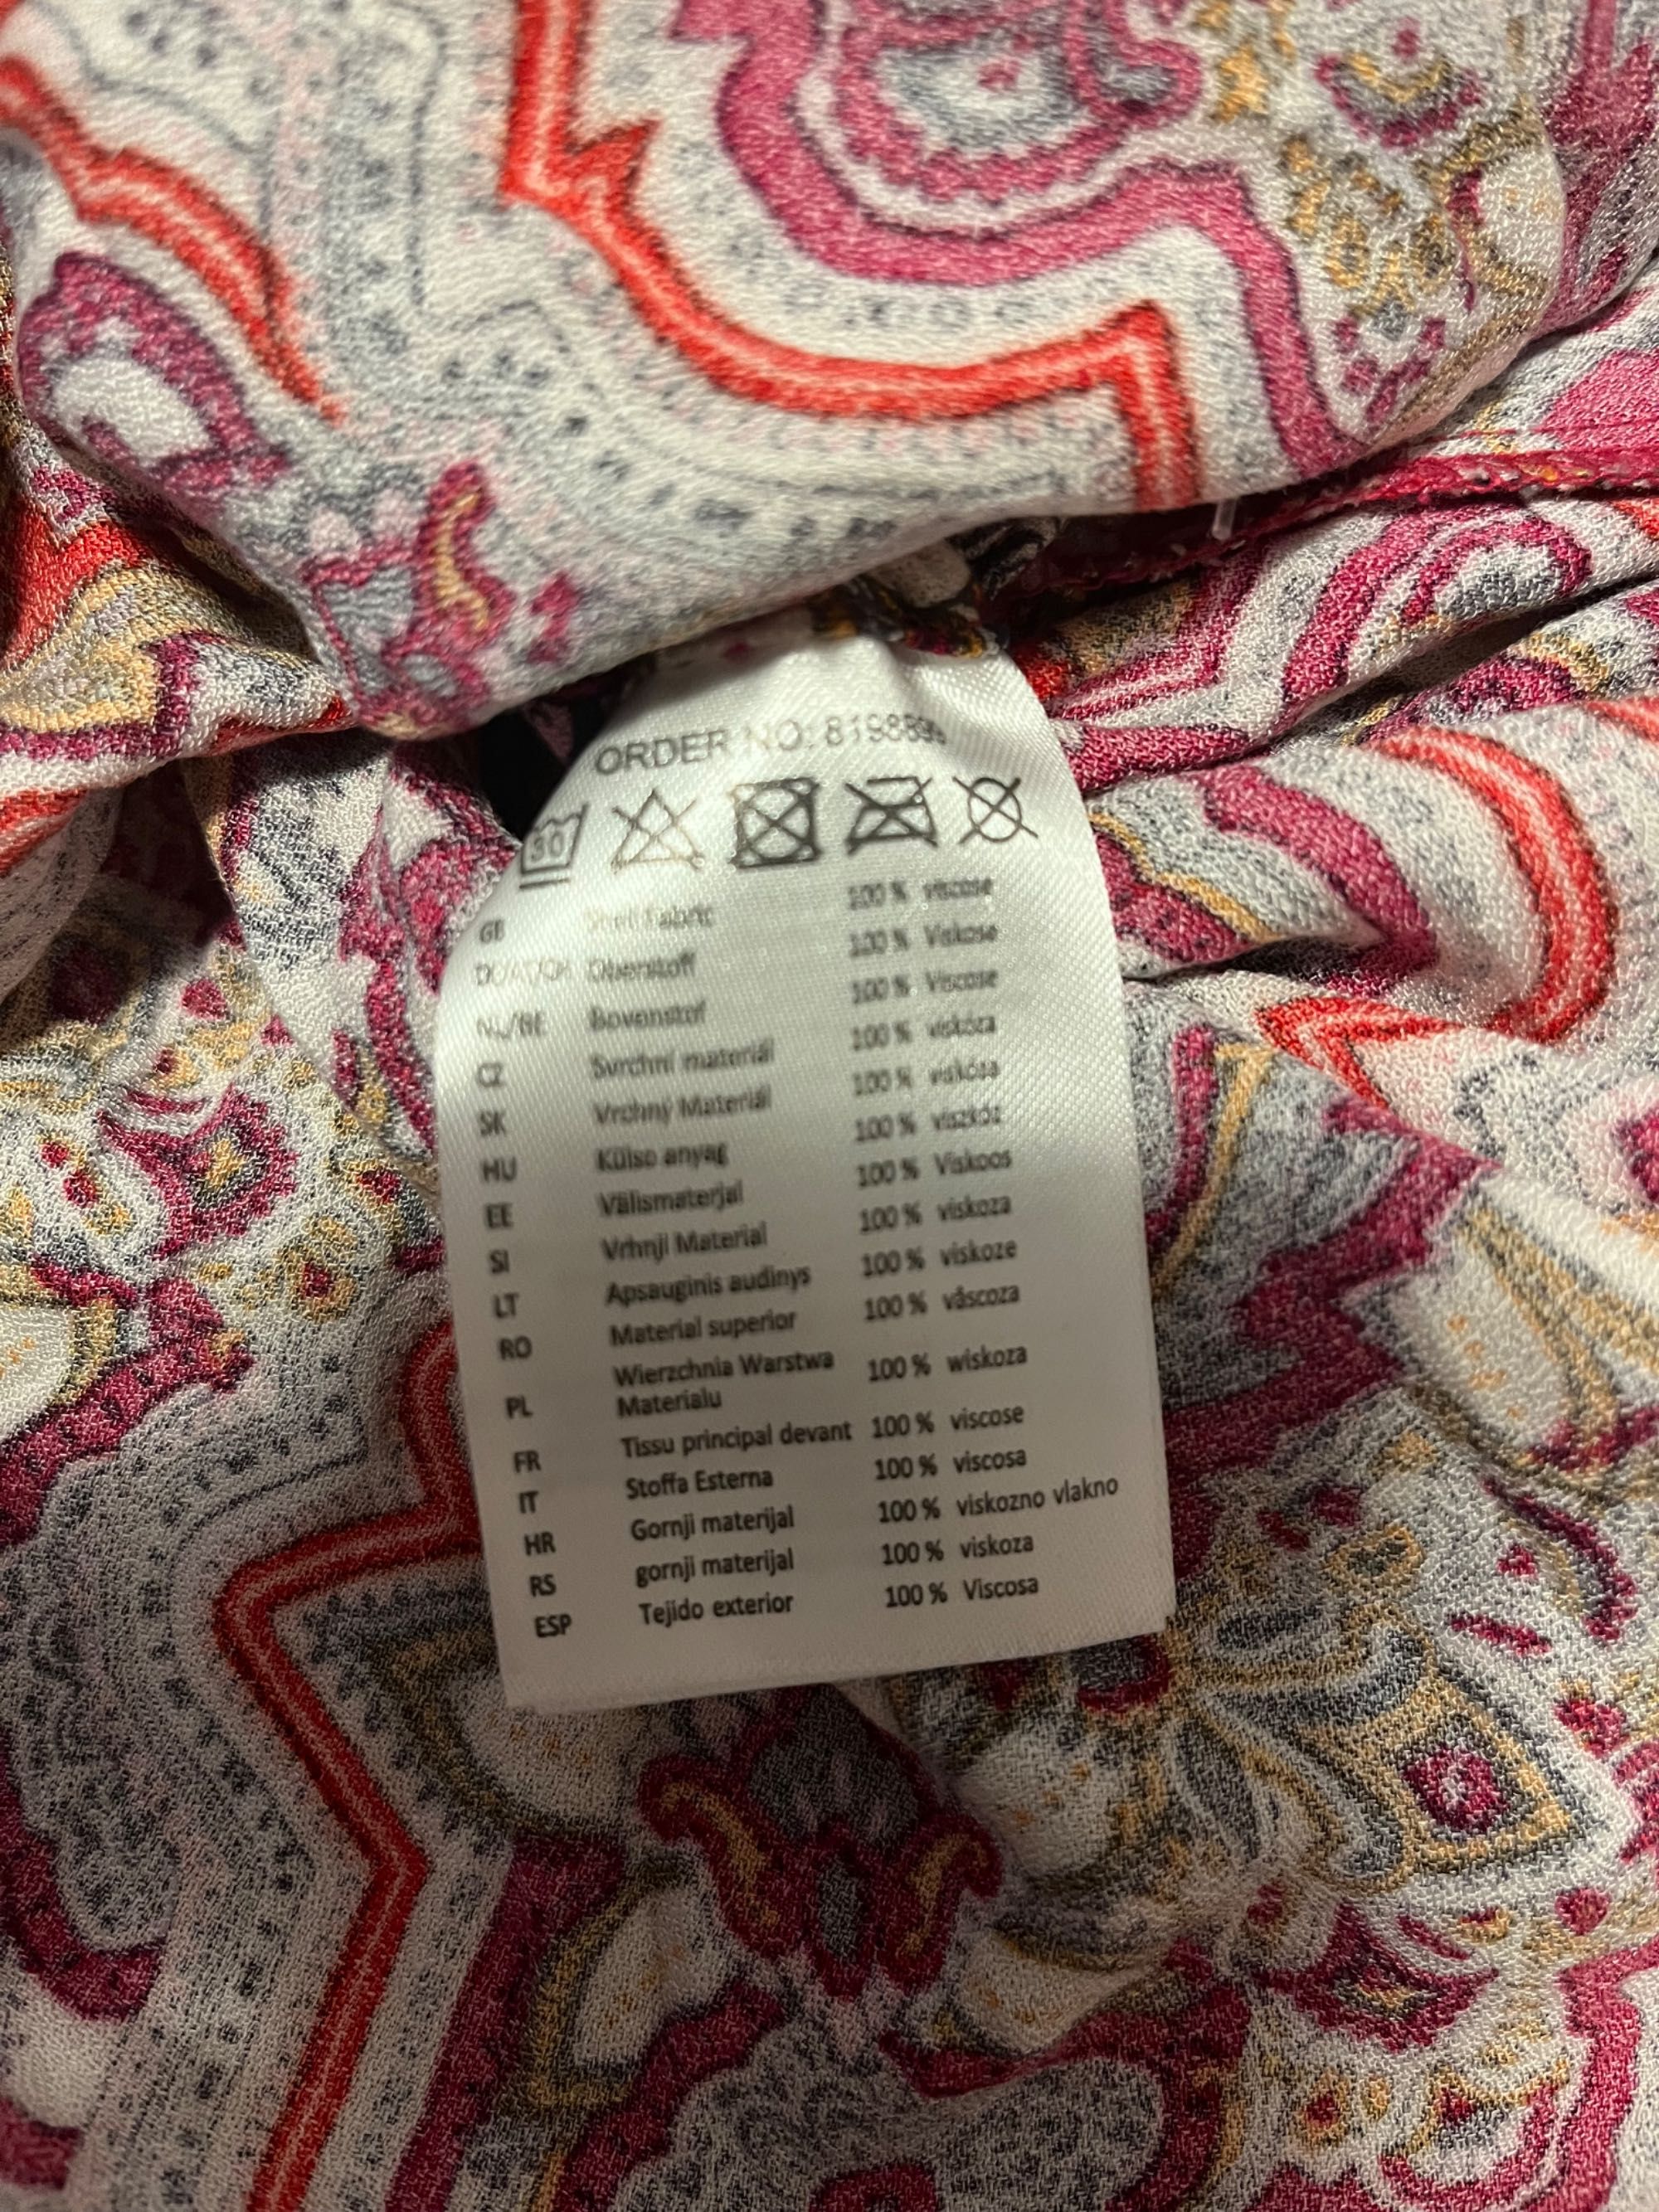 ORDER NO: 819889
30
GE Shell Fabric 100 % viscose
Oberstoff 100 % Viskose
NL/BE Bovenstof 100 % Viscose
CZ Svrchní materiál 100 % viskóza
SK Vrchný Materiál 100 % viskósa
HU Külso anyag 100 % viszkóz
EE Välismaterjal 100 % Viskoos
SI Vrhnji Material 100 % viskoza
LT Apsauginis audinys 100 % viskoze
RO Material superior 100 % vâscoza
PL Wierzchnia Warstwa Materialu 100 % wiskoza
FR Tissu principal devant 100 % viscose
IT Stoffa Esterna 100 % viscosa
HR Gornji materijal 100 % viskozno vlakno
RS gornji materijal 100 % viskoza
ESP Tejido exterior 100 % Viscosa